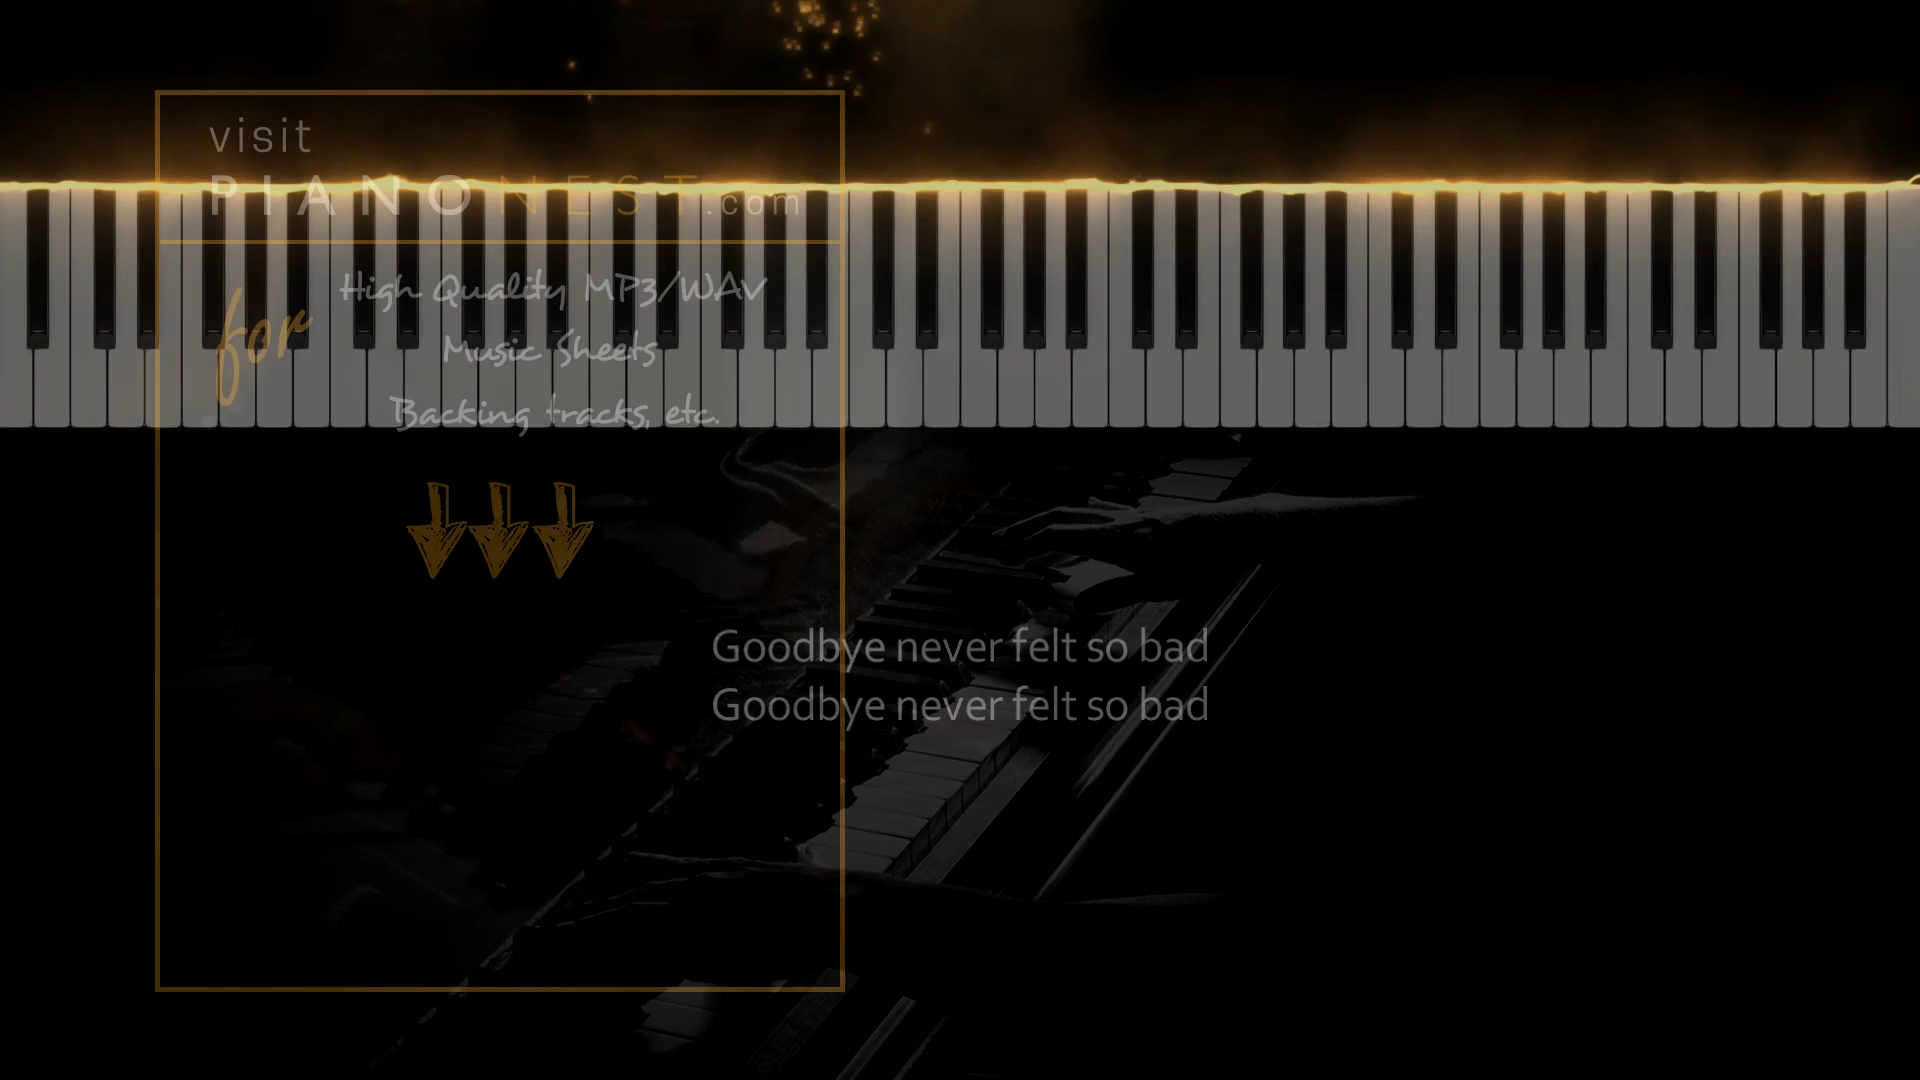 visit
PIANONEST.com
for
High Quality MP3/WAV
Music Sheets
Backing tracks, etc.
Goodbye never felt so bad
Goodbye never felt so bad